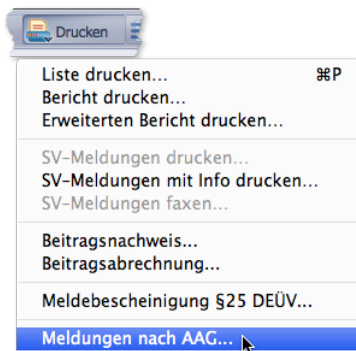 Drucken
Liste drucken... ⌘P
Bericht drucken...
Erweiterten Bericht drucken...
SV-Meldungen drucken...
SV-Meldungen mit Info drucken...
SV-Meldungen faxen...
Beitragsnachweis...
Beitragsabrechnung...
Meldebescheinigung §25 DEÜV...
Meldungen nach AAG...